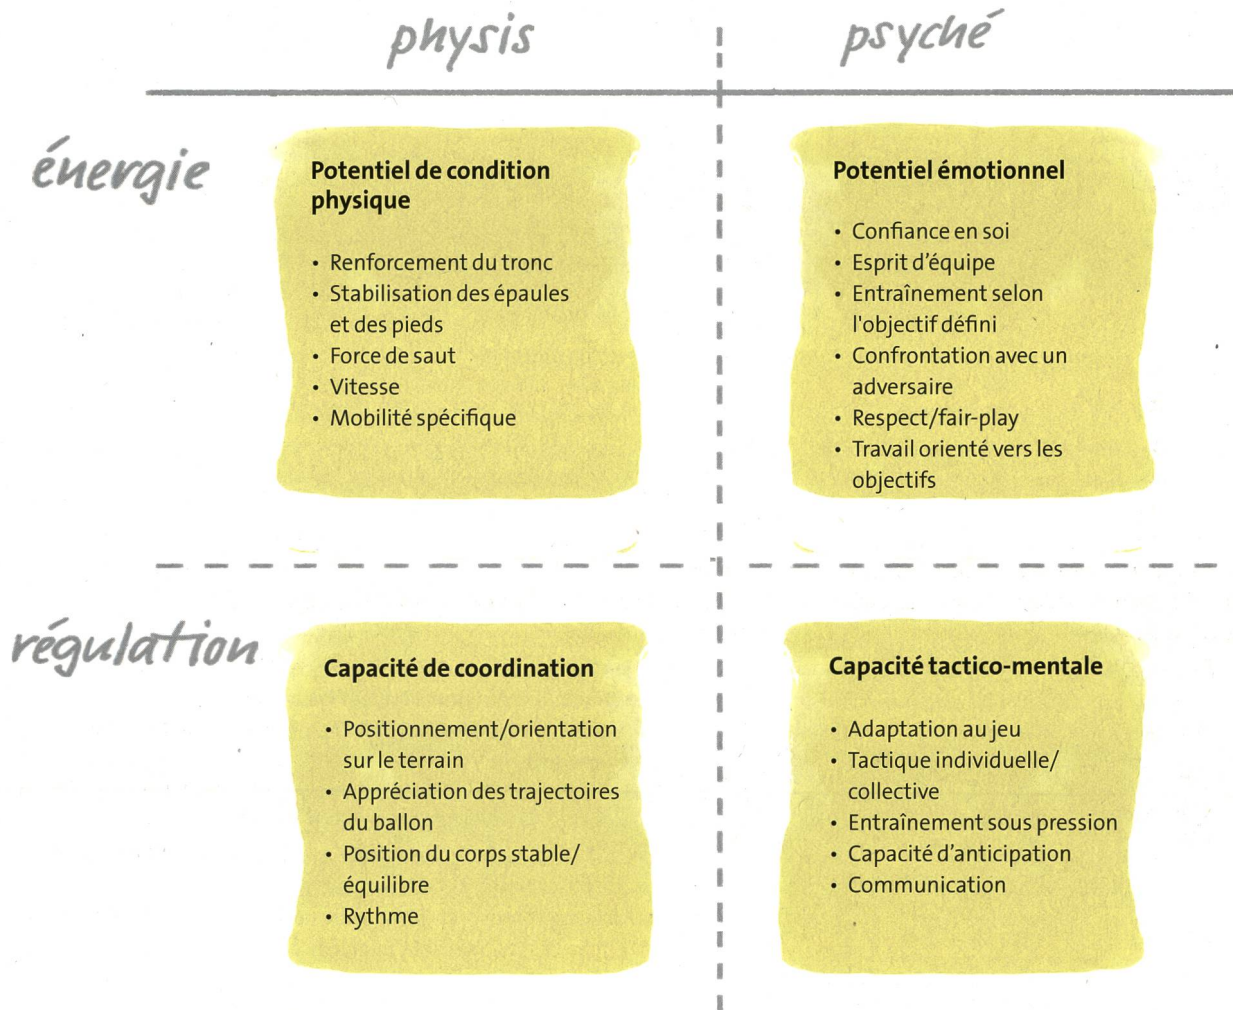 physis
psyché
énergie
Potentiel de condition
physique
• Renforcement du tronc
• Stabilisation des épaules
et des pieds
• Force de saut
• Vitesse
• Mobilité spécifique
Potentiel émotionnel
• Confiance en soi
• Esprit d'équipe
• Entraînement selon
l'objectif défini
• Confrontation avec un
adversaire
• Respect/fair-play
• Travail orienté vers les
objectifs
régulation
Capacité de coordination
• Positionnement/orientation
sur le terrain
• Appréciation des trajectoires
du ballon
• Position du corps stable/
équilibre
• Rythme
Capacité tactico-mentale
• Adaptation au jeu
• Tactique individuelle/
collective
• Entraînement sous pression
• Capacité d'anticipation
• Communication